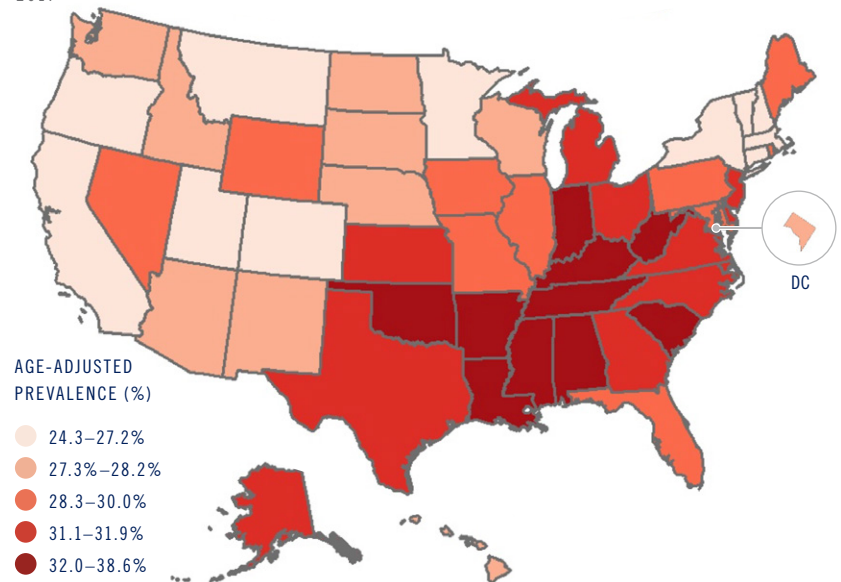 DC
AGE-ADJUSTED
PREVALENCE (%)
24.3–27.2%
27.3%–28.2%
28.3–30.0%
31.1–31.9%
32.0–38.6%